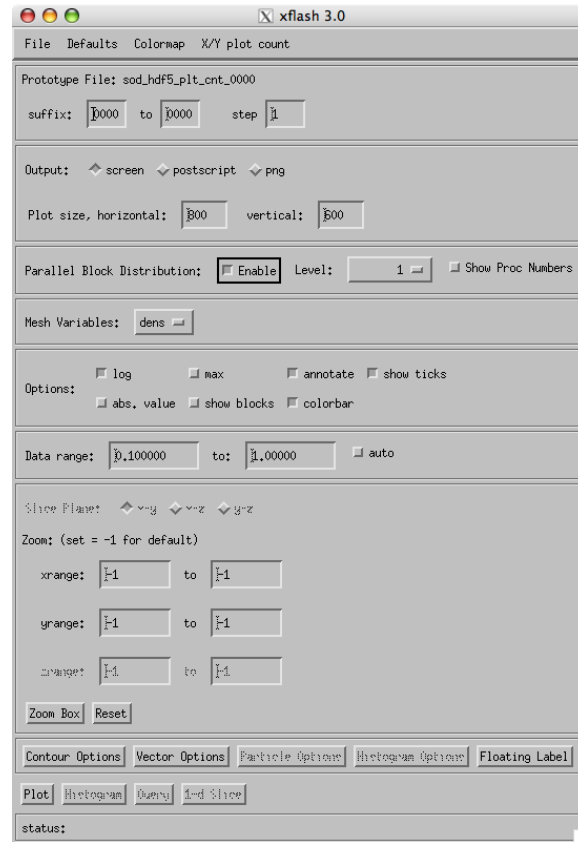 xflash 3.0
File Defaults Colormap X/Y plot count
Prototype File: sod_hdf5_plt_cnt_0000
suffix: 0000 to 0000 step 1
Output: screen postscript png
Plot size, horizontal: 800 vertical: 600
Parallel Block Distribution: Enable Level: 1 Show Proc Numbers
Mesh Variables: dens
log max annotate show ticks
Options:
abs. value show blocks colorbar
Data range: 0.100000 to: 1.00000 auto
Slice Plane: x-y x-z y-z
Zoom: (set = -1 for default)
xrange: -1 to -1
yrange: -1 to -1
zrange: -1 to -1
Zoom Box Reset
Contour Options Vector Options Particle Options Histogram Options Floating Label
Plot Histogram Query 1-d Slice
status: